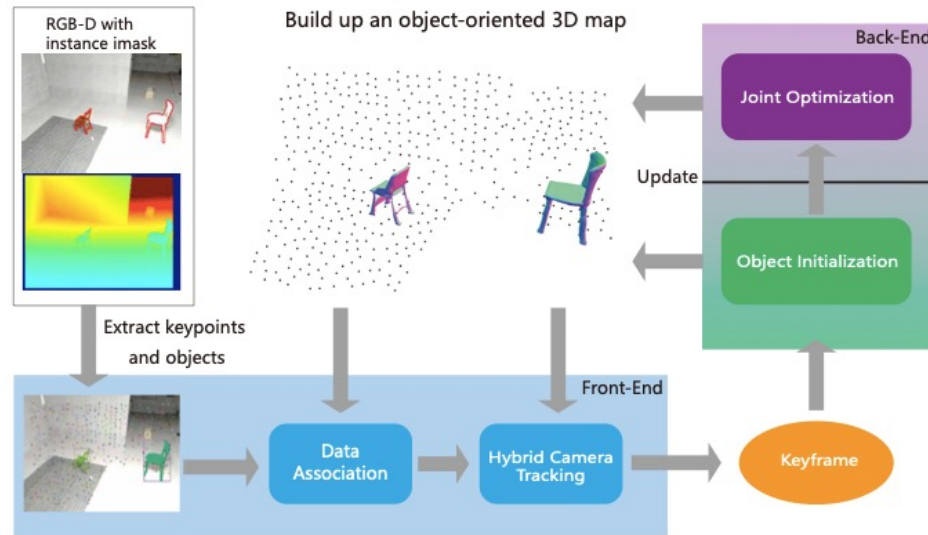 RGB-D with
instance imask
Build up an object-oriented 3D map
Back-End
Joint Optimization
Update
Object Initialization
Extract keypoints
and objects
Front-End
Data
Association
Hybrid Camera
Tracking
Keyframe